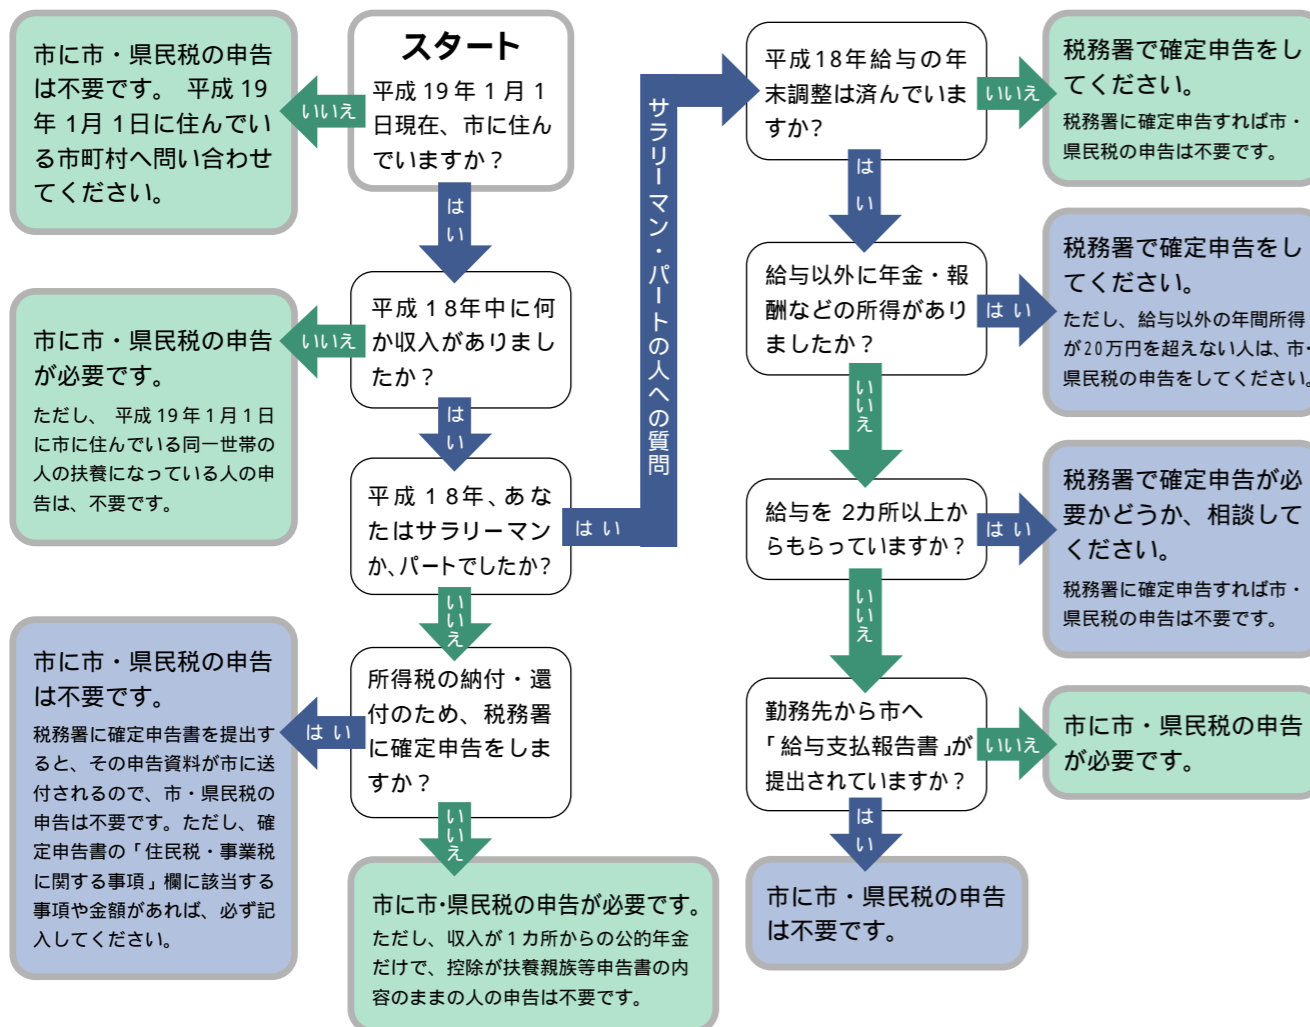 スタート
平成 19 年 1 月 1
日現在、市に住ん
でいますか？
いいえ
市に市・県民税の申告
は不要です。 平成 19
年 1月 1日に住んでい
る市町村へ問い合わせ
てください。
はい
平成 1 8年中に何
か収入がありまし
たか？
いいえ
市に市・県民税の申告
が必要です。
ただし、 平成 19 年 1 月 1 日
に市に住んでいる同一世帯の
人の扶養になっている人の申
告は、不要です。
はい
平成 1 8年、あな
たはサラリーマン
か、パートでしたか？
はい
サラリーマン・パートの人への質問
いいえ
所得税の納付・還
付のため、税務署
に確定申告をしま
すか？
はい
市に市・県民税の申告
は不要です。
税務署に確定申告書を提出す
ると、その申告資料が市に送
付されるので、市・県民税の
申告は不要です。ただし、確
定申告書の「住民税・事業税
に関する事項」欄に該当する
事項や金額があれば、必ず記
入してください。
いいえ
市に市・県民税の申告が必要です。
ただし、収入が 1 カ所からの公的年金
だけで、控除が扶養親族等申告書の内
容のままの人の申告は不要です。
平成18年給与の年
末調整は済んでいま
すか？
いいえ
税務署で確定申告をし
てください。
税務署に確定申告すれば市・
県民税の申告は不要です。
はい
給与以外に年金・報
酬などの所得があり
ましたか？
はい
税務署で確定申告をし
てください。
ただし、給与以外の年間所得
が20万円を超えない人は、市・
県民税の申告をしてください。
いいえ
給与を 2カ所以上か
らもらっていますか？
はい
税務署で確定申告が必
要かどうか、相談して
ください。
税務署に確定申告すれば市・
県民税の申告は不要です。
いいえ
勤務先から市へ
「給与支払報告書」が
提出されていますか？
いいえ
市に市・県民税の申告
が必要です。
はい
市に市・県民税の申告
は不要です。